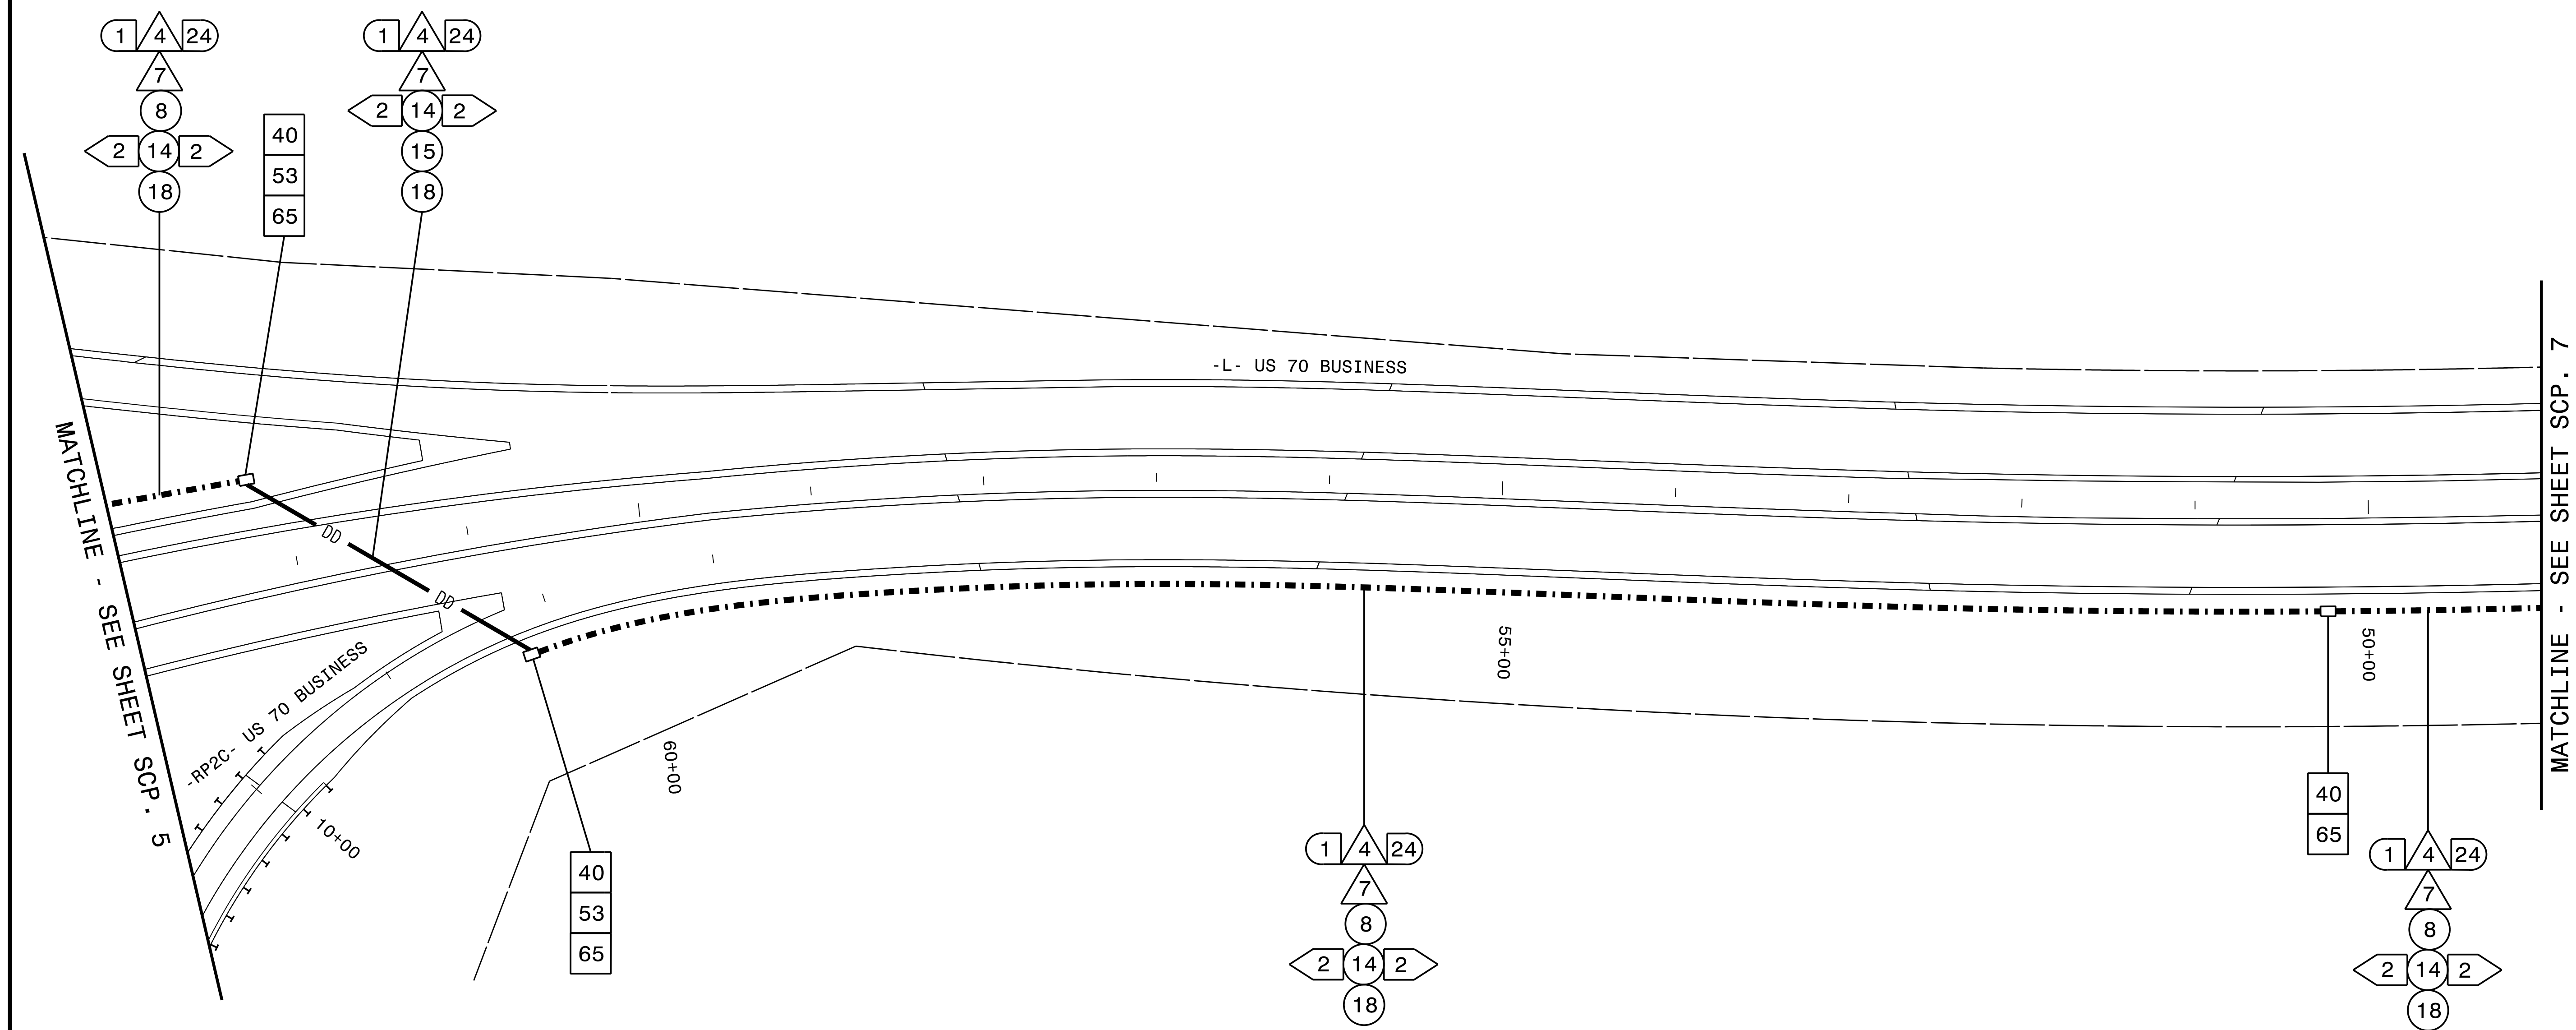 1 4 24
7
8
2 14 2
18
40
53
65
1 4 24
7
2 14 2
15
18
-L- US 70 BUSINESS
MATCHLINE - SEE SHEET SCP. 5
DD
DD
-RP2C- US 70 BUSINESS
10+00
60+00
55+00
50+00
40
53
65
1 4 24
7
8
2 14 2
18
40
65
1 4 24
7
8
2 14 2
18
MATCHLINE - SEE SHEET SCP. 7